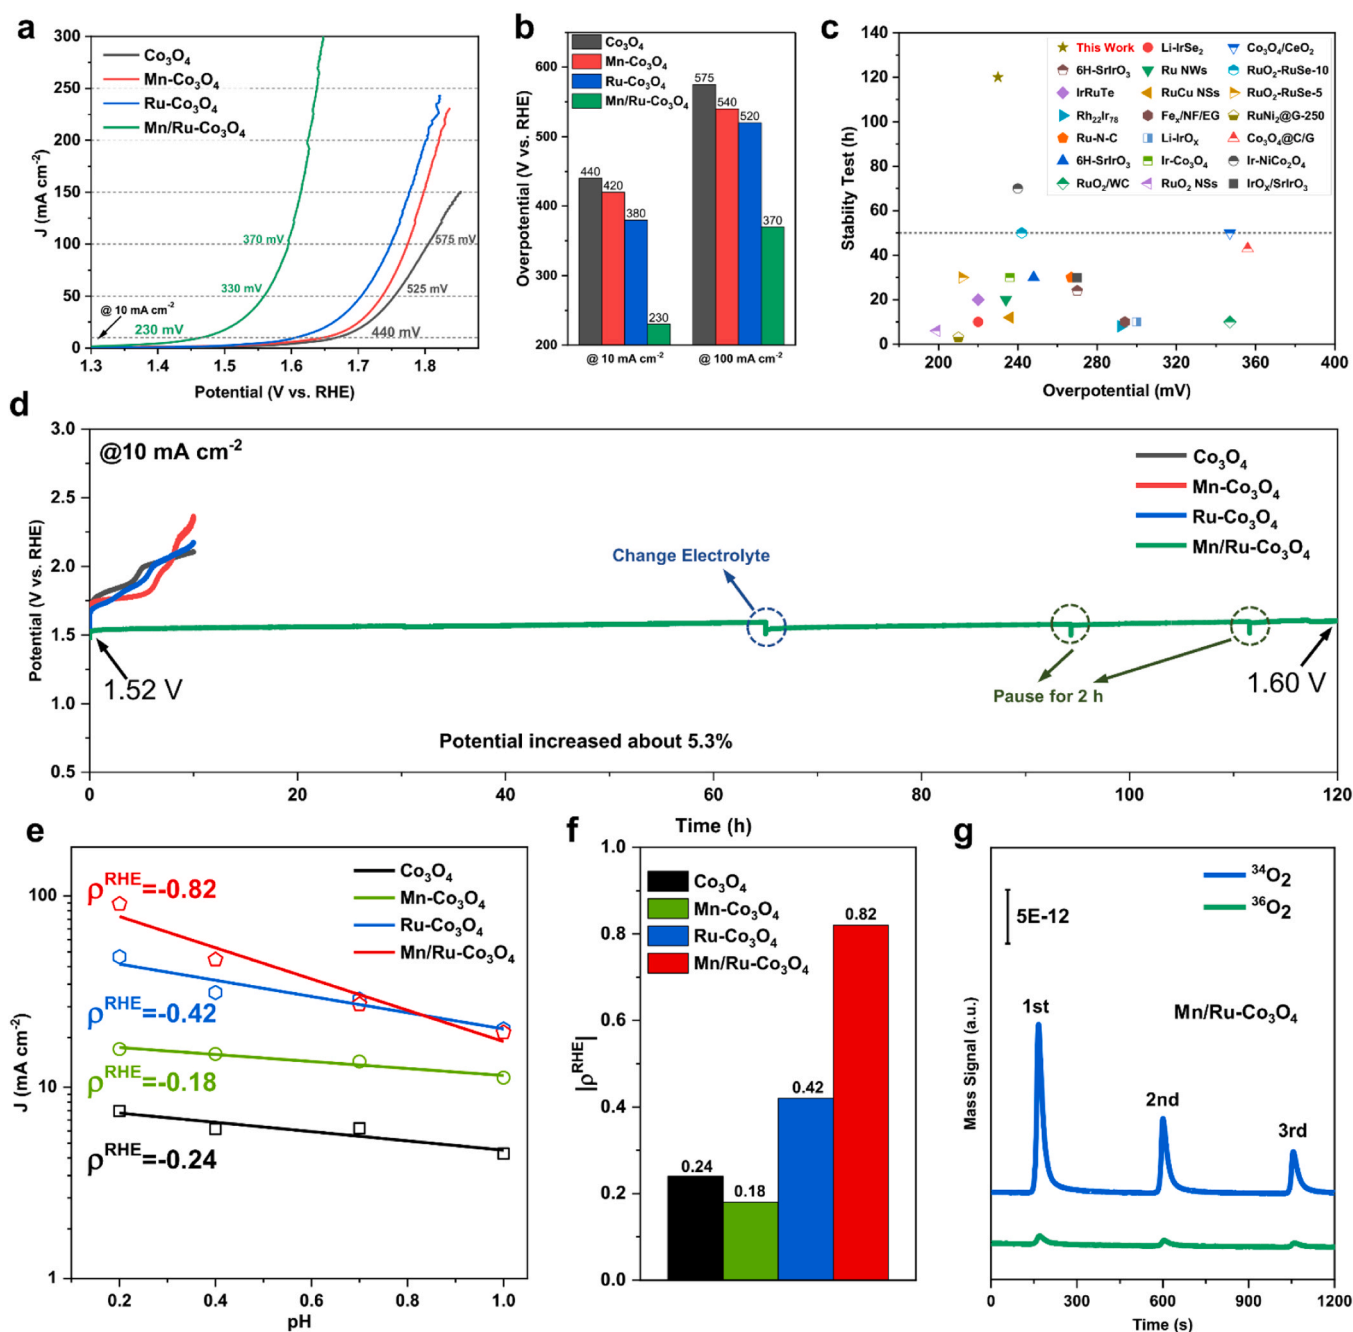 a
300
250
200
150
100
50
0
J (mA cm⁻²)
Co₃O₄
Mn-Co₃O₄
Ru-Co₃O₄
Mn/Ru-Co₃O₄
370 mV
575 mV
330 mV
525 mV
@ 10 mA cm⁻²
230 mV
440 mV
1.3 1.4 1.5 1.6 1.7 1.8
Potential (V vs. RHE)
b
600
500
400
300
200
Overpotential (V vs. RHE)
Co₃O₄
Mn-Co₃O₄
Ru-Co₃O₄
Mn/Ru-Co₃O₄
575
540
520
440
420
380
370
230
@ 10 mA cm⁻² @ 100 mA cm⁻²
c
140
120
100
80
60
40
20
0
Stabiity Test (h)
This Work Li-IrSe₂ Co₃O₄/CeO₂
6H-SrIrO₃ Ru NWs RuO₂-RuSe-10
IrRuTe RuCu NSs RuO₂-RuSe-5
Rh₂₂Ir₇₈ Feₓ/NF/EG RuNi₂@G-250
Ru-N-C Li-IrOₓ Co₃O₄@C/G
6H-SrIrO₃ Ir-Co₃O₄ Ir-NiCo₂O₄
RuO₂/WC RuO₂ NSs IrOₓ/SrIrO₃
200 240 280 320 360 400
Overpotential (mV)
d
3.0
2.5
2.0
1.5
1.0
0.5
Potential (V vs. RHE)
@10 mA cm⁻²
Co₃O₄
Mn-Co₃O₄
Ru-Co₃O₄
Mn/Ru-Co₃O₄
Change Electrolyte
1.52 V
Pause for 2 h
1.60 V
Potential increased about 5.3%
0 20 40 60 80 100 120
Time (h)
e
100
10
1
J (mA cm⁻²)
ρᴿᴴᴱ=-0.82
ρᴿᴴᴱ=-0.42
ρᴿᴴᴱ=-0.18
ρᴿᴴᴱ=-0.24
Co₃O₄
Mn-Co₃O₄
Ru-Co₃O₄
Mn/Ru-Co₃O₄
0.2 0.4 0.6 0.8 1.0
pH
f
1.0
0.8
0.6
0.4
0.2
0.0
|ρᴿᴴᴱ|
Co₃O₄
Mn-Co₃O₄
Ru-Co₃O₄
Mn/Ru-Co₃O₄
0.82
0.42
0.24
0.18
g
Mass Signal (a.u.)
³⁴O2
³⁶O2
5E-12
Mn/Ru-Co₃O₄
1st
2nd
3rd
0 300 600 900 1200
Time (s)